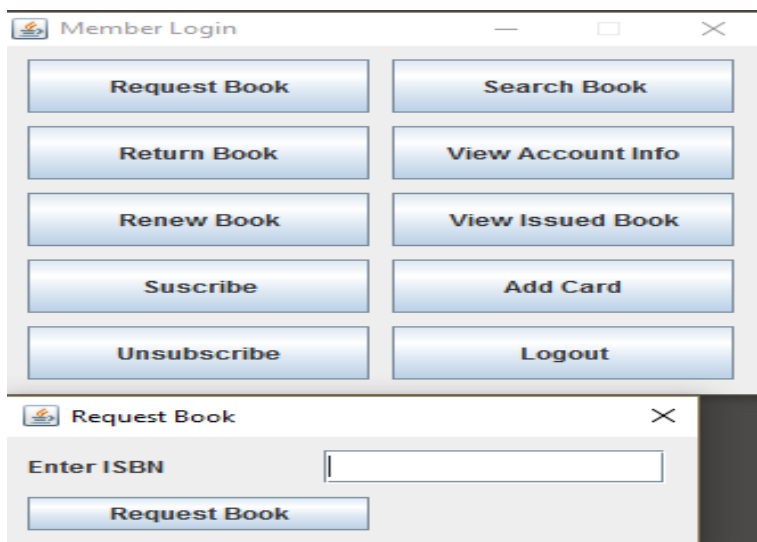 Member Login
Request Book Search Book
Return Book View Account Info
Renew Book View Issued Book
Suscribe Add Card
Unsubscribe Logout
Request Book
Enter ISBN
Request Book